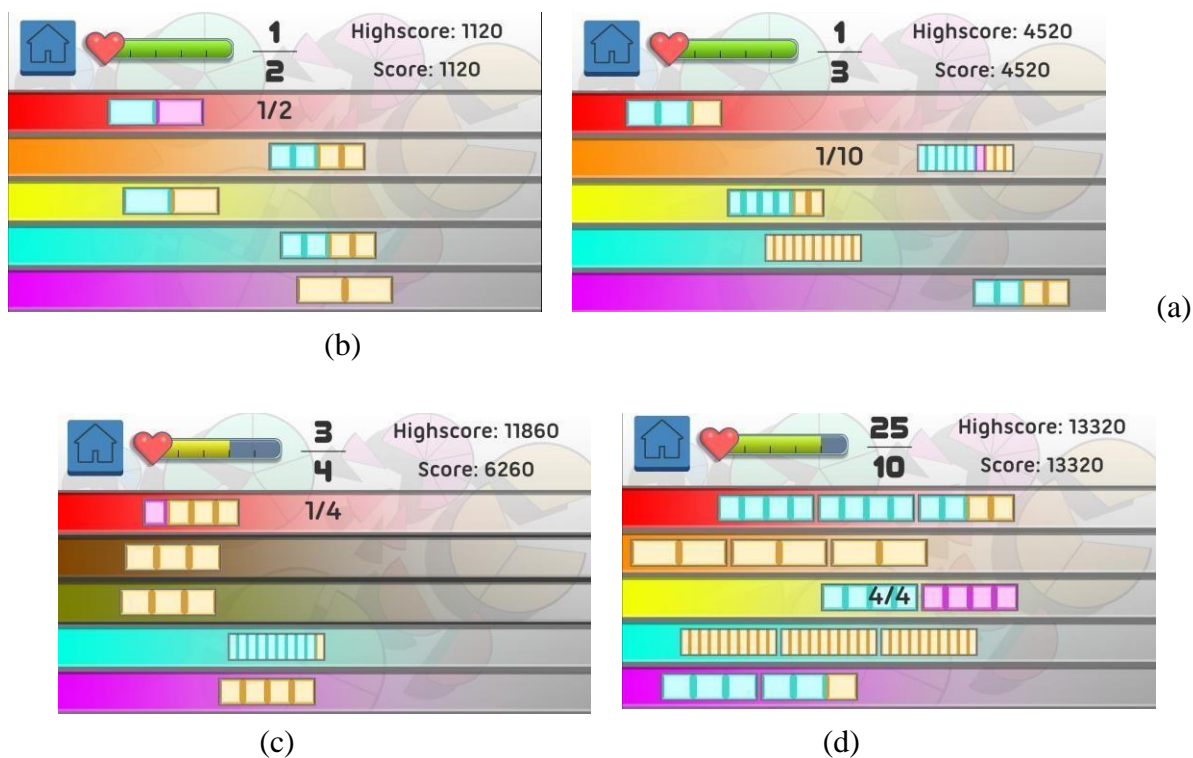 1
2
Highscore: 1120
Score: 1120
1/2
(b)
1
3
Highscore: 4520
Score: 4520
1/10
(a)
3
4
Highscore: 11860
Score: 6260
1/4
(c)
25
10
Highscore: 13320
Score: 13320
4/4
(d)